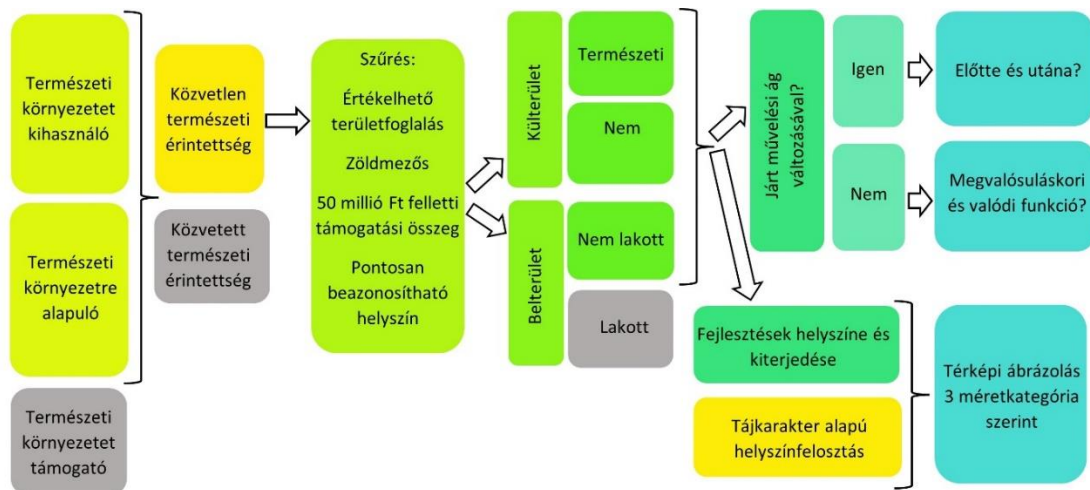 Természeti
környezetet
kihasználó
Természeti
környezetre
alapuló
Természeti
környezetet
támogató
Közvetlen
természeti
érintettség
Közvetett
természeti
érintettség
Szűrés:
Értékelhető
területfoglalás
Zöldmezős
50 millió Ft feletti
támogatási összeg
Pontosan
beazonosítható
helyszín
Külterület
Természeti
Nem
Belterület
Nem lakott
Lakott
Járt művelési ág
változásával?
Igen
Előtte és utána?
Nem
Megvalósuláskori
és valódi funkció?
Fejlesztések helyszíne és
kiterjedése
Tájkarakter alapú
helyszínfelosztás
Térképi ábrázolás
3 méretkategória
szerint